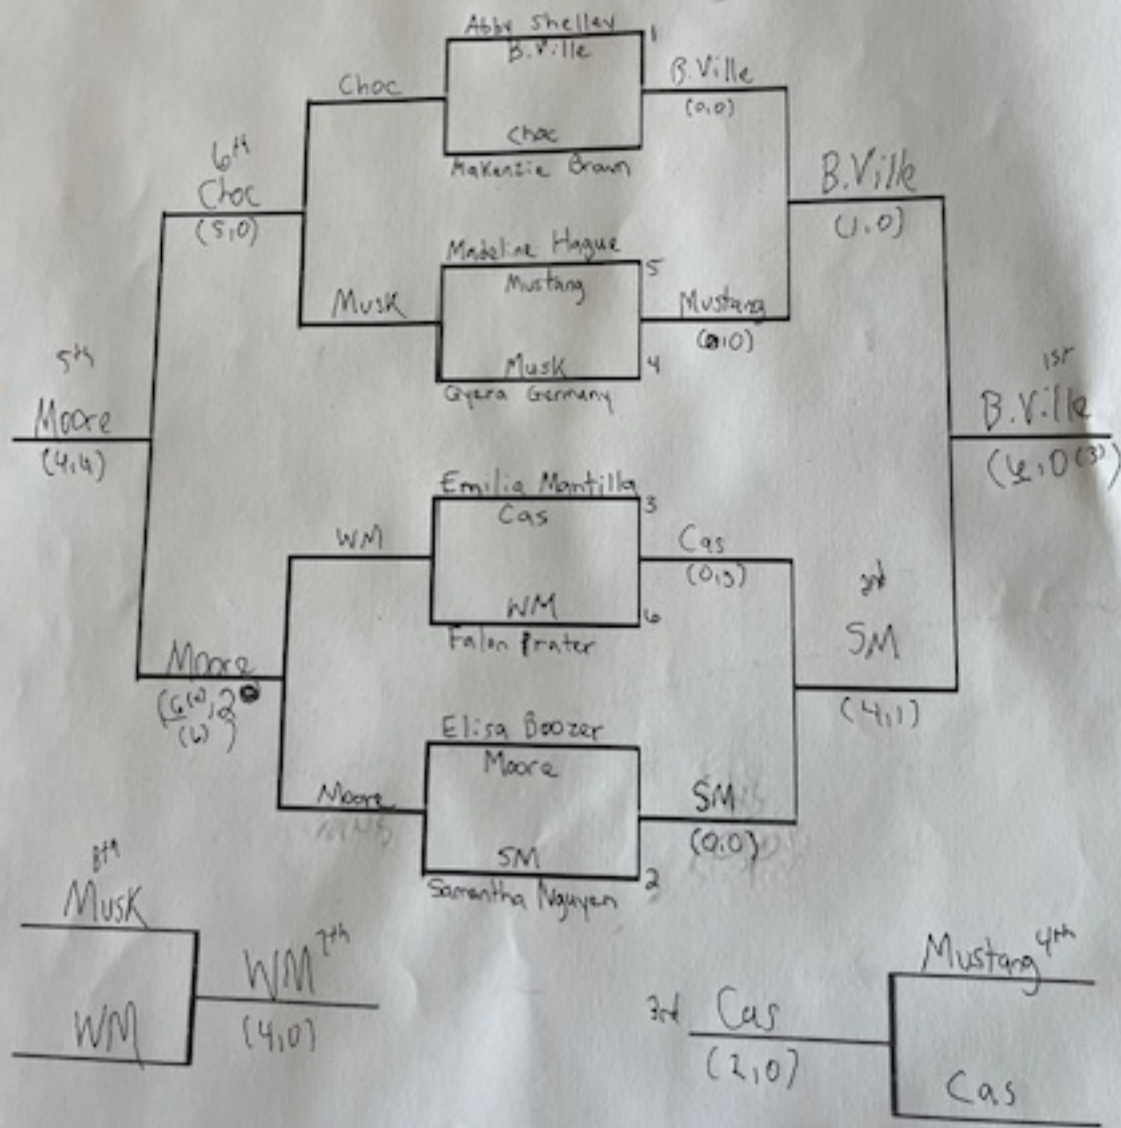 Abby Shelley 1
B.Ville
Choc
B.Ville
(0,0)
Choc
Makenzie Brown
6th
Choc
(5,0)
B.Ville
(1,0)
Madeline Hague 5
Mustang
Musk
Mustang
(0,0)
Musk 4
Qyara Germany
5th
Moore
(4,4)
1st
B.Ville
0 (3))
Emilia Mantilla
3
Cas
WM
Cas
(0,3)
WM
6
Falon Prater
2nd
SM
(4,1)
Moore
Elisa Boozer
Moore
Moore
SM
(0,0)
SM
2
Samantha Nguyen
8th
Musk
WM 7th
WM
(4,0)
Mustang 4th
3rd Cas
(2,0)
Cas